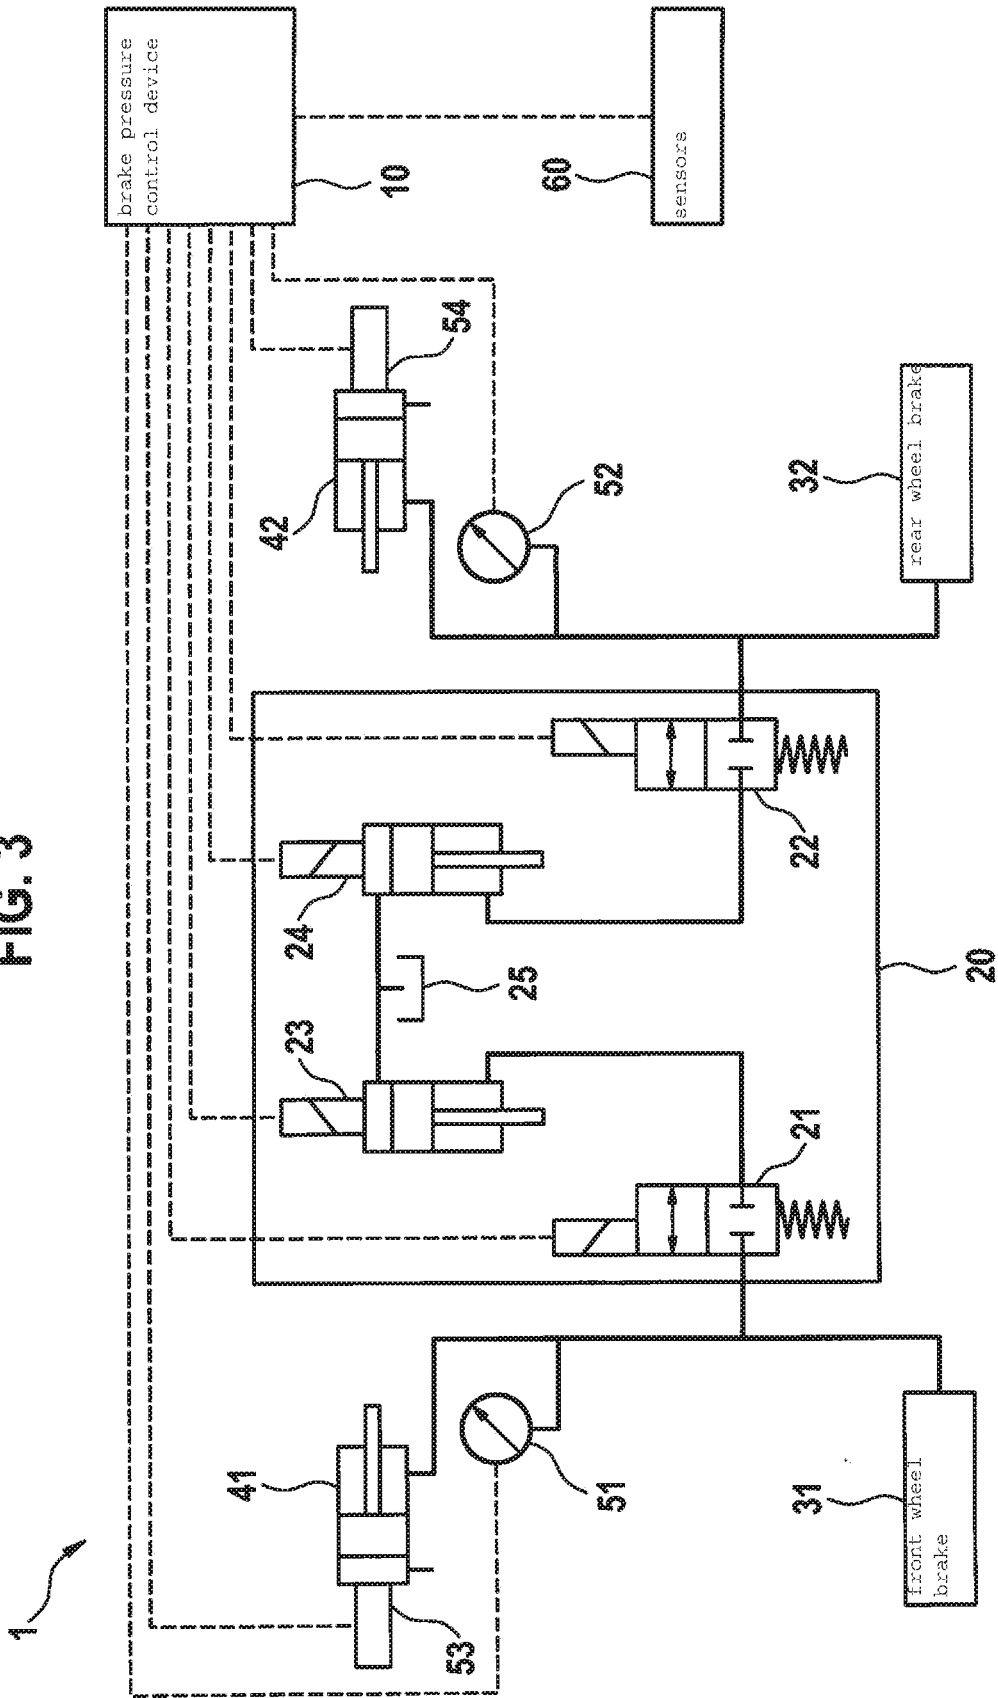 FIG. 3
1
brake pressure
control device
10
60
sensors
54
42
52
32
rear wheel brake
24
22
25
20
23
21
41
51
53
31
front wheel
brake